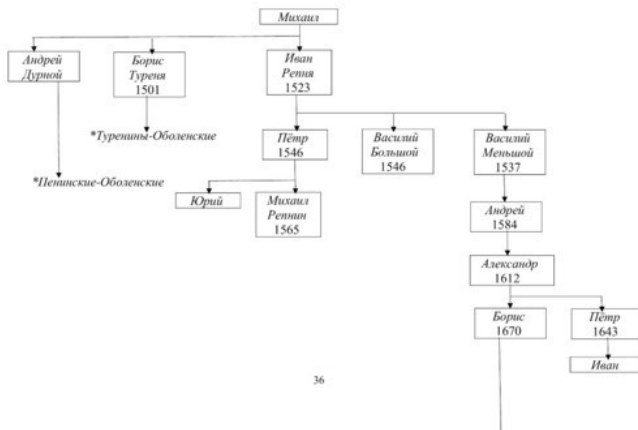 Михаил
Андрей
Дурной
Борис
Туреня
1501
Иван
Репня
1523
*Туренины-Оболенские
*Пенинские-Оболенские
Пётр
1546
Василий
Большой
1546
Василий
Меньшой
1537
Юрий
Михаил
Репнин
1565
Андрей
1584
Александр
1612
Борис
1670
Пётр
1643
Иван
36